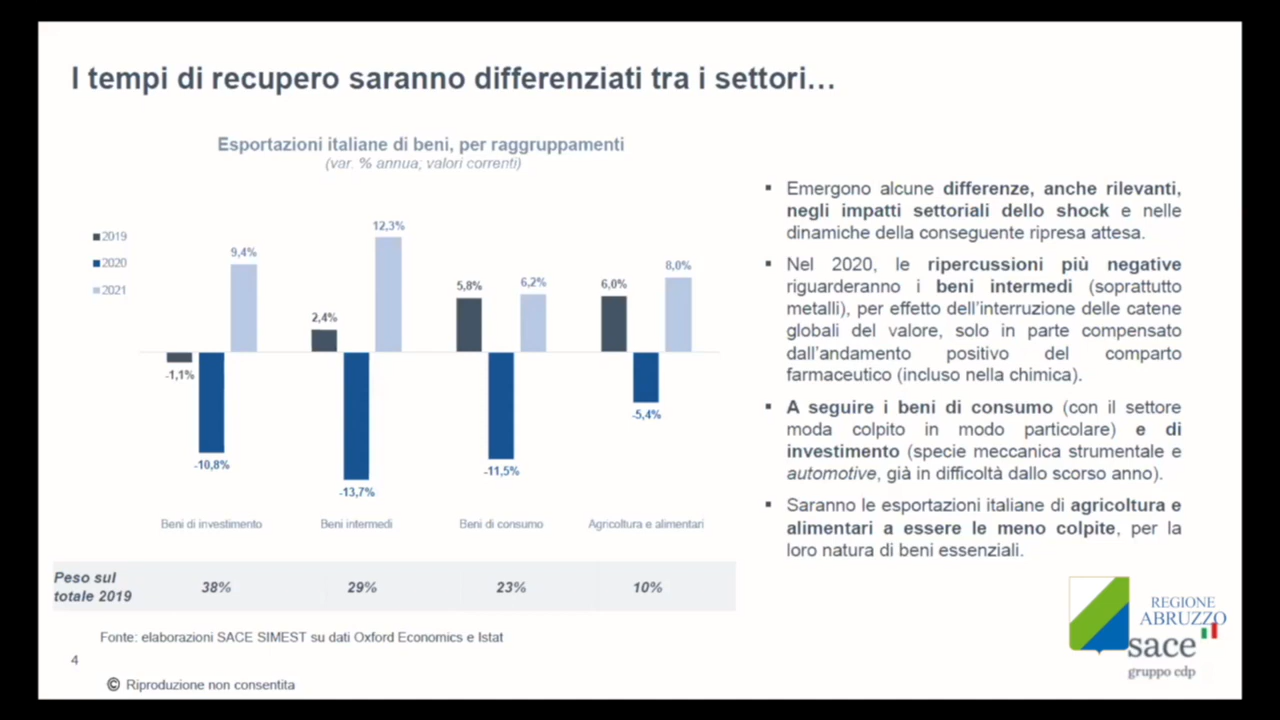 I tempi di recupero saranno differenziati tra i settori…
Esportazioni italiane di beni, per raggruppamenti
(var. % annua; valori correnti)
2019
2020
2021
-1,1%
-10,8%
9,4%
2,4%
-13,7%
12,3%
5,8%
-11,5%
6,2%
6,0%
-5,4%
8,0%
Beni di investimento
Beni intermedi
Beni di consumo
Agricoltura e alimentari
Peso sul
totale 2019
38%
29%
23%
10%
Fonte: elaborazioni SACE SIMEST su dati Oxford Economics e Istat
4
© Riproduzione non consentita
▪ Emergono alcune differenze, anche rilevanti,
negli impatti settoriali dello shock e nelle
dinamiche della conseguente ripresa attesa.
▪ Nel 2020, le ripercussioni più negative
riguarderanno i beni intermedi (soprattutto
metalli), per effetto dell'interruzione delle catene
globali del valore, solo in parte compensato
dall'andamento positivo del comparto
farmaceutico (incluso nella chimica).
▪ A seguire i beni di consumo (con il settore
moda colpito in modo particolare) e di
investimento (specie meccanica strumentale e
automotive, già in difficoltà dallo scorso anno).
▪ Saranno le esportazioni italiane di agricoltura e
alimentari a essere le meno colpite, per la
loro natura di beni essenziali.
REGIONE
ABRUZZO
sace
gruppo cdp